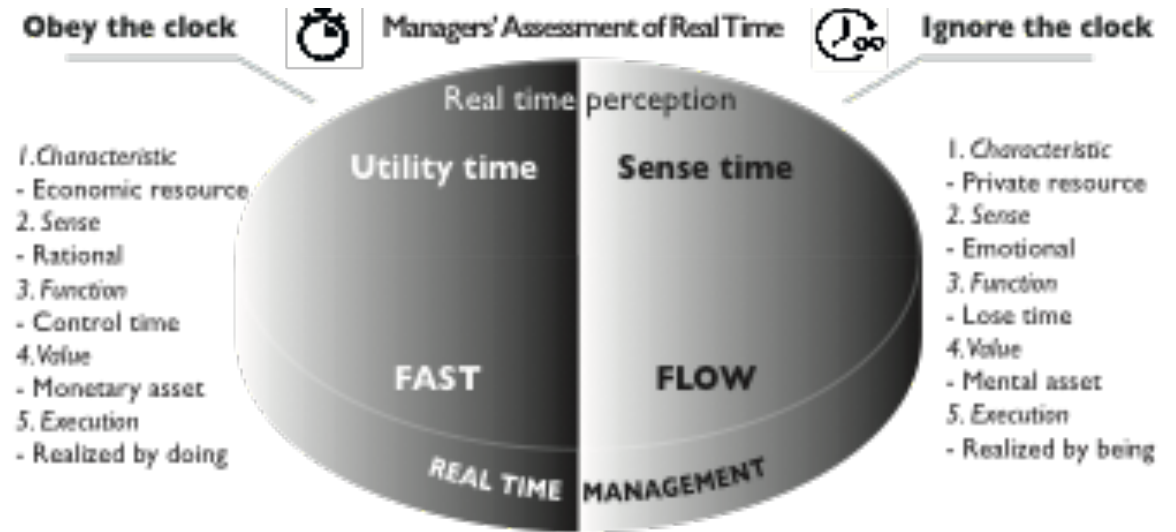 Obey the clock
Managers' Assessment of Real Time
Ignore the clock
Real time perception
Utility time
Sense time
FAST
FLOW
REAL TIME MANAGEMENT
1. Characteristic
- Economic resource
2. Sense
- Rational
3. Function
- Control time
4. Value
- Monetary asset
5. Execution
- Realized by doing
1. Characteristic
- Private resource
2. Sense
- Emotional
3. Function
- Lose time
4. Value
- Mental asset
5. Execution
- Realized by being